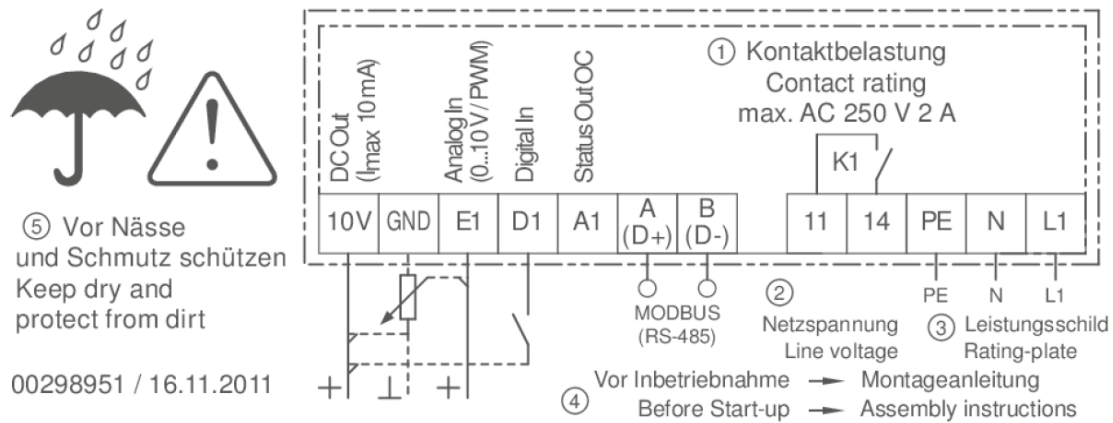 DC Out
(Imax 10 mA)
Analog In
(0...10 V / PWM)
Digital In
Status Out OC
① Kontaktbelastung
Contact rating
max. AC 250 V 2 A
K1
10V GND E1 D1 A1 A (D+) B (D-) 11 14 PE N L1
MODBUS
(RS-485)
②
Netzspannung
Line voltage
PE N L1
③ Leistungsschild
Rating-plate
④ Vor Inbetriebnahme → Montageanleitung
Before Start-up → Assembly instructions
⑤ Vor Nässe
und Schmutz schützen
Keep dry and
protect from dirt
00298951 / 16.11.2011
+ ⊥ +